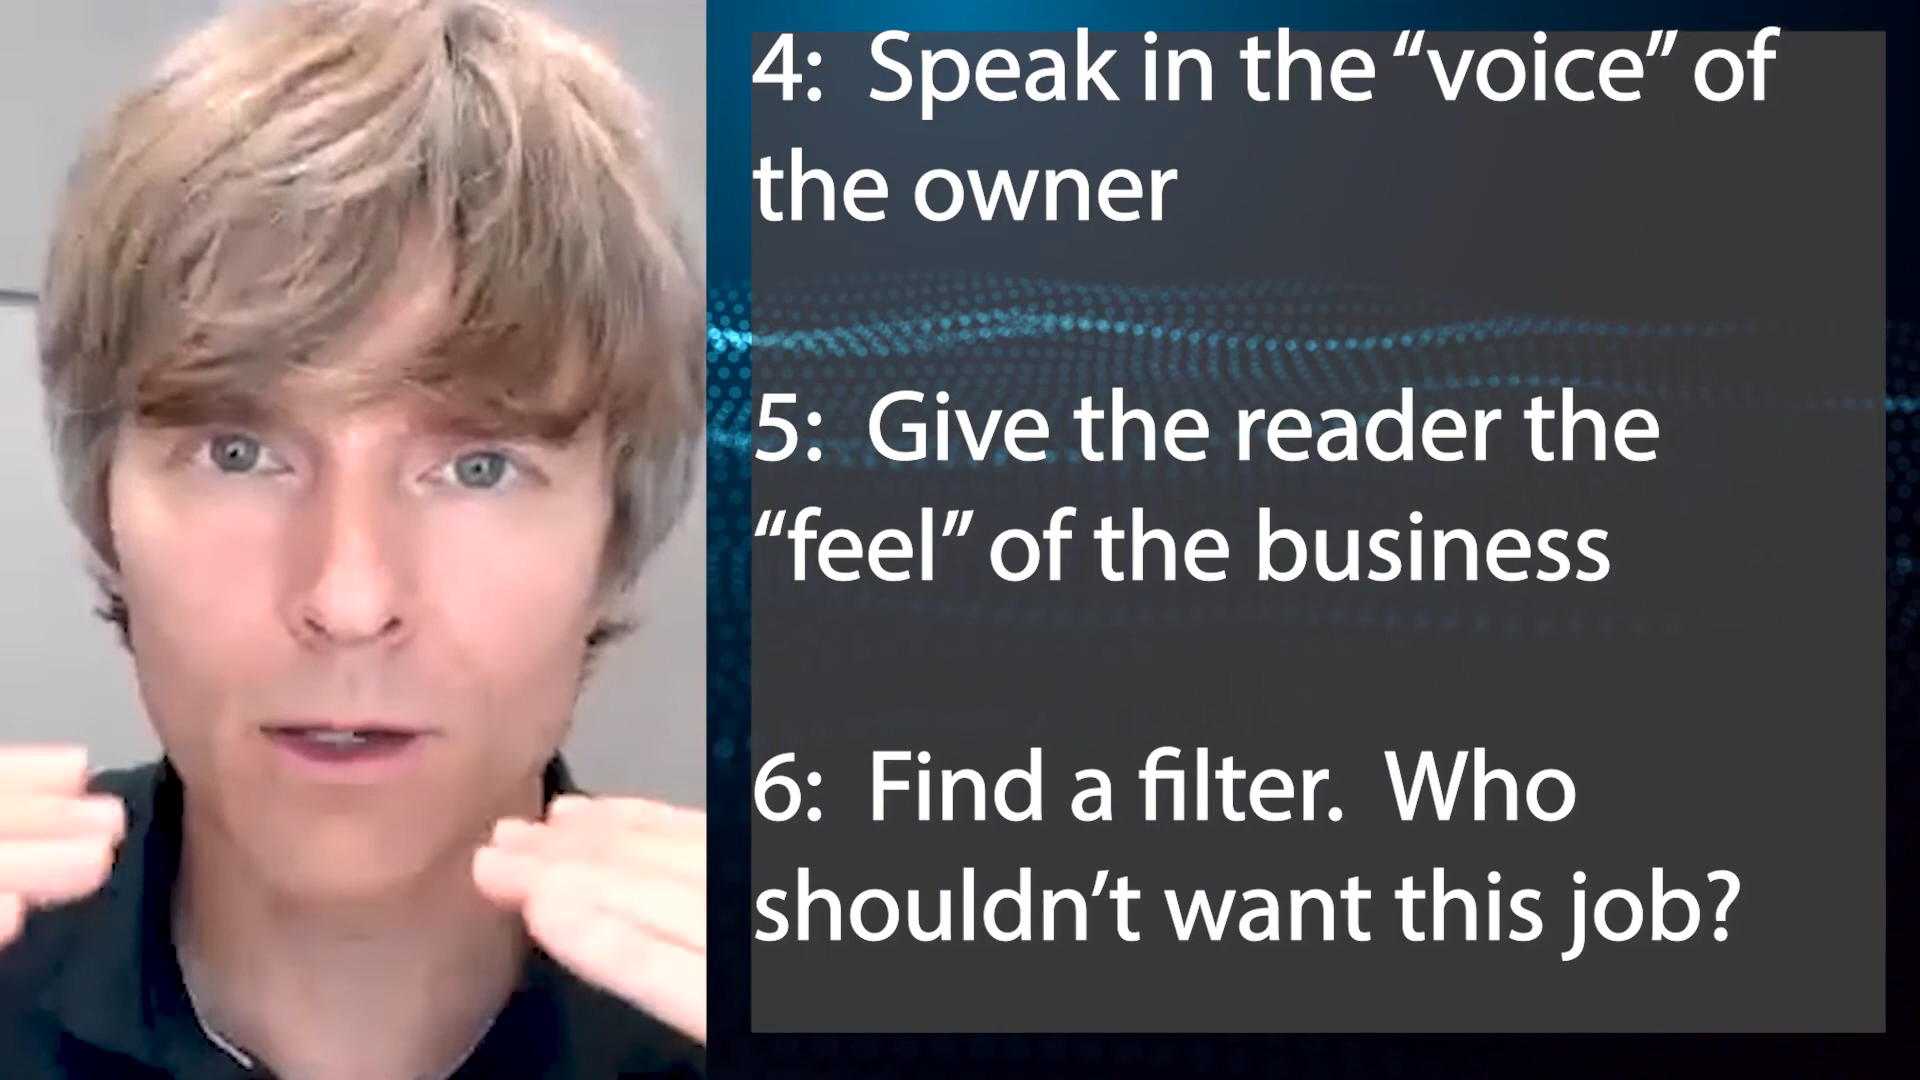 4:  Speak in the “voice” of
the owner
5:  Give the reader the
“feel” of the business
6:  Find a filter.  Who
shouldn’t want this job?